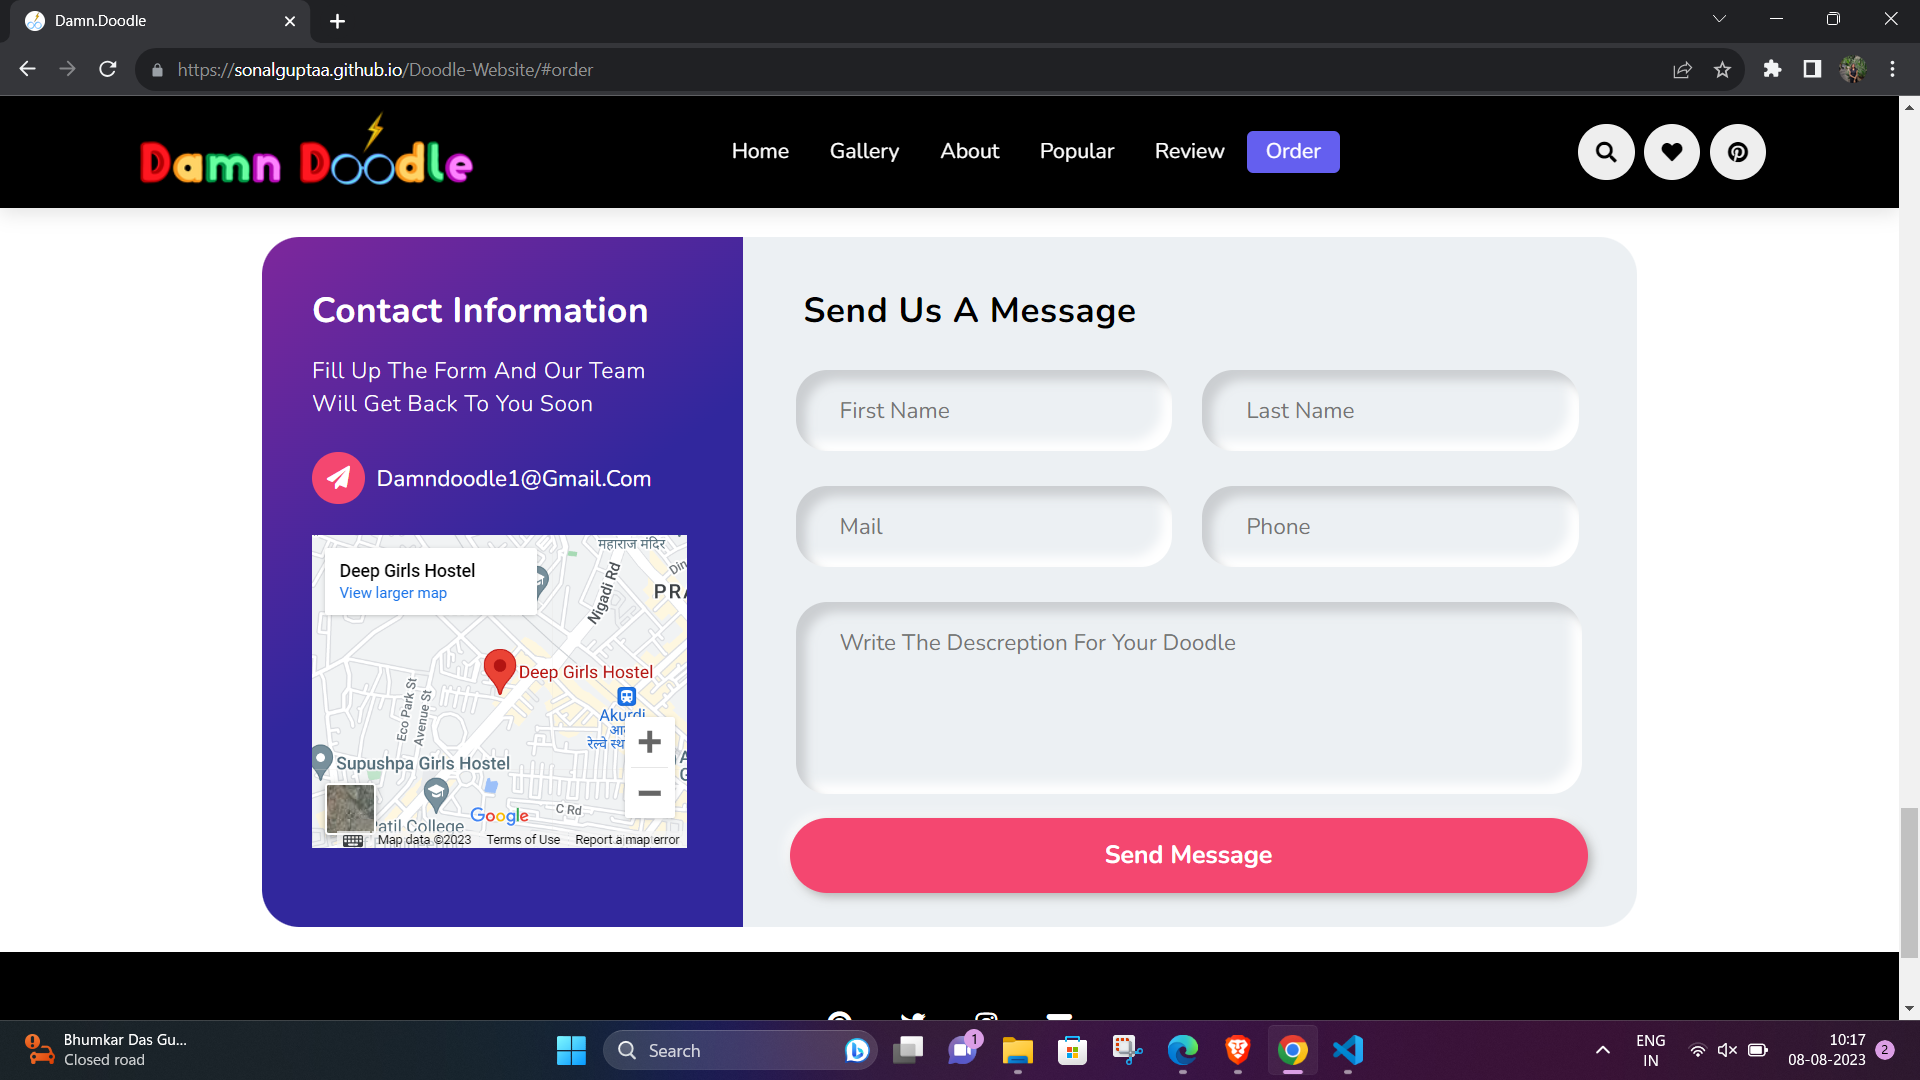 Damn.Doodle
https://sonalguptaa.github.io/Doodle-Website/#order
Damn Doodle
Home Gallery About Popular Review Order
Contact Information
Fill Up The Form And Our Team
Will Get Back To You Soon
Damndoodle1@Gmail.Com
महाराज मंदिर
Deep Girls Hostel
View larger map
Nigadi Rd
Din
PRA
Deep Girls Hostel
Eco Park St
Avenue St
Akurdi
आ
रेल्वे स्थ
Supushpa Girls Hostel
A
G
C Rd
Google
atil College
Map data ©2023 Terms of Use Report a map error
Send Us A Message
First Name Last Name
Mail Phone
Write The Descreption For Your Doodle
Send Message
Bhumkar Das Gu...
Closed road
Search
1
ENG
IN
10:17
08-08-2023
2